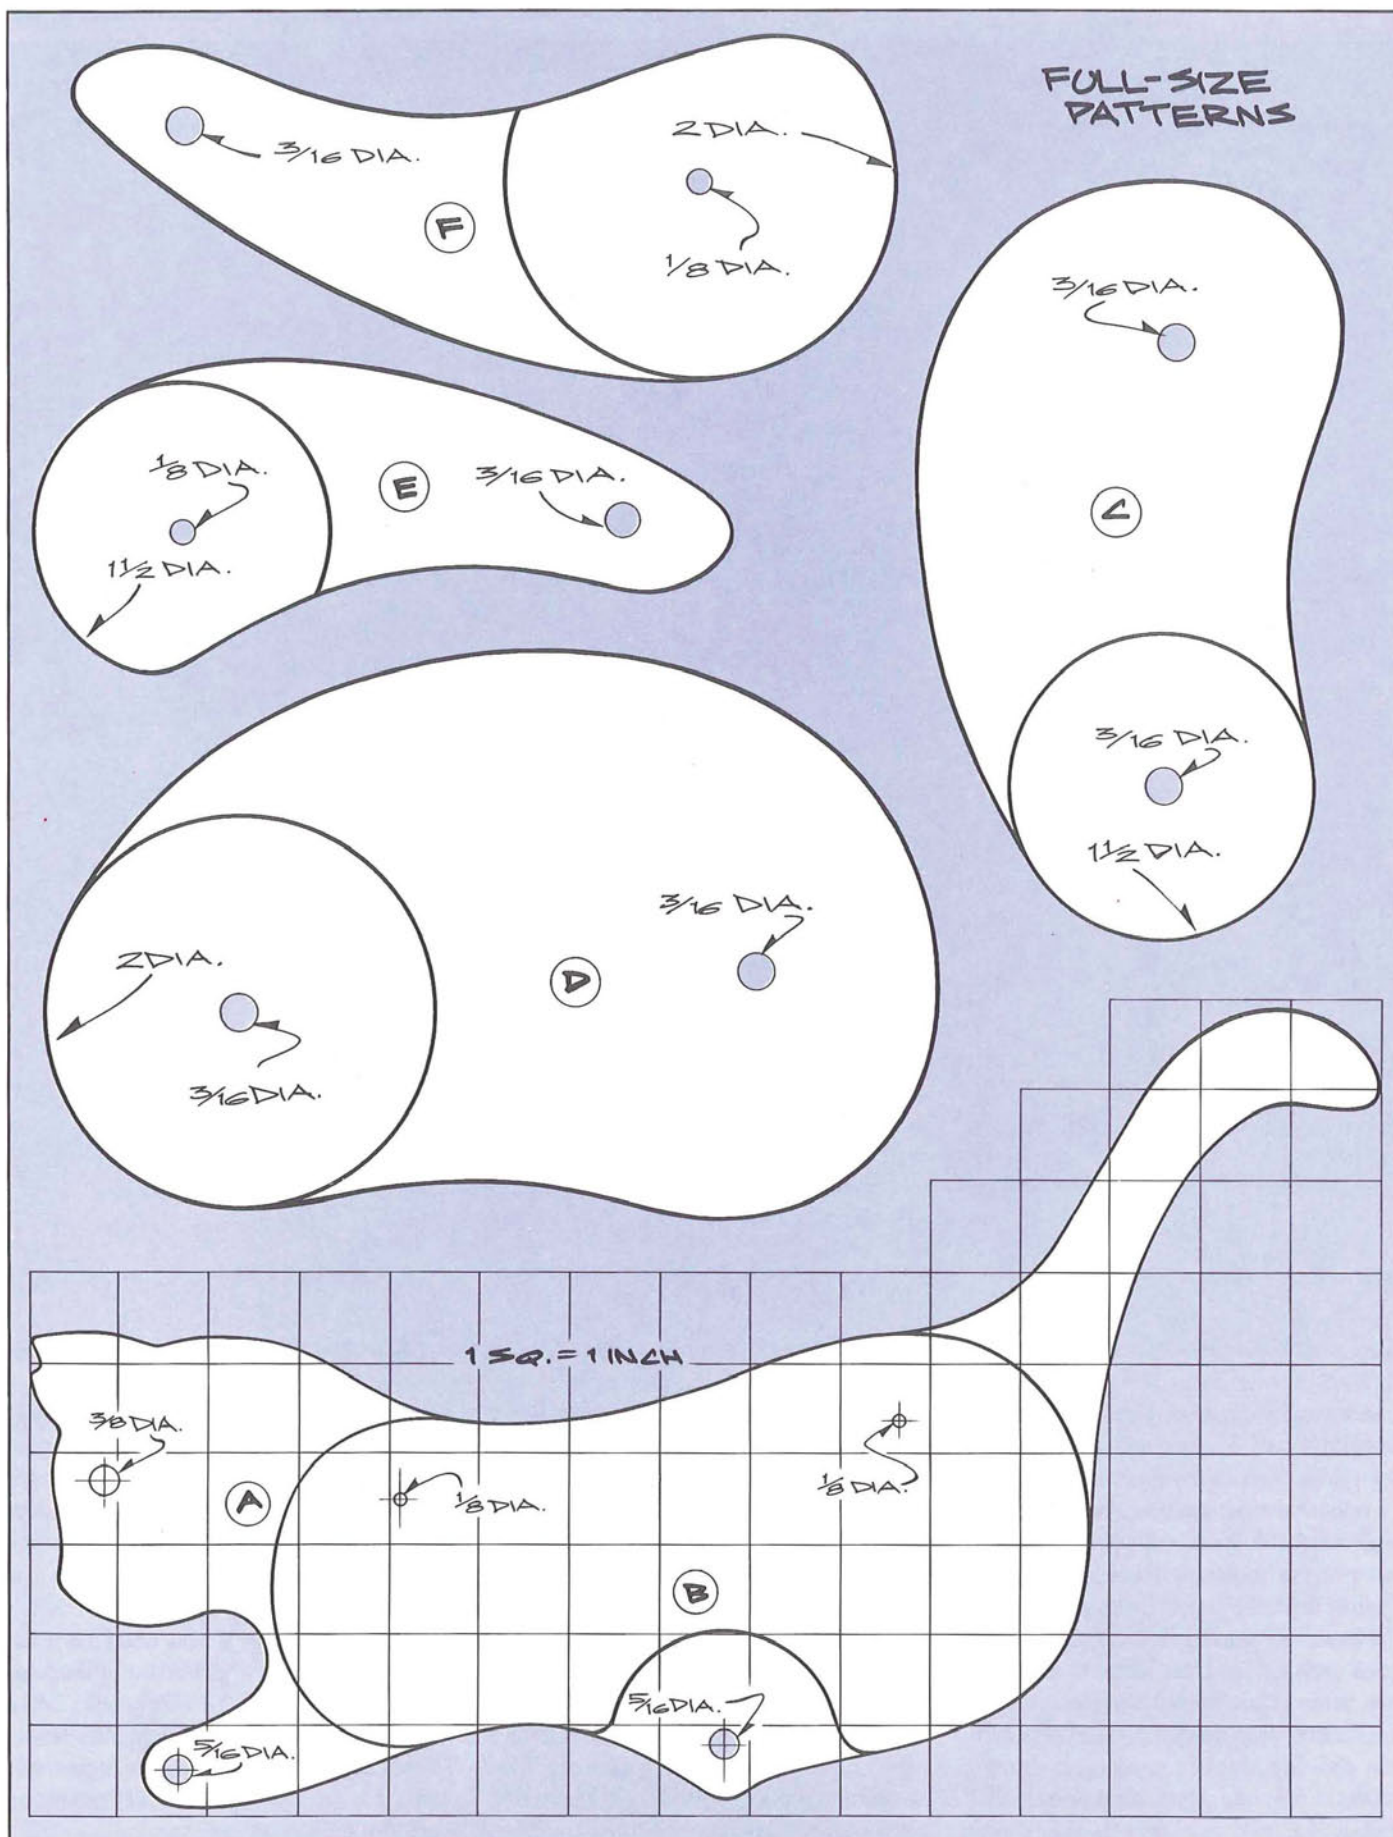 FULL-SIZE
PATTERNS
3/16 DIA.
2 DIA.
F
1/8 DIA.
3/16 DIA.
1/8 DIA.
E
3/16 DIA.
C
1 1/2 DIA.
3/16 DIA.
1 1/2 DIA.
3/16 DIA.
2 DIA.
D
3/16 DIA.
1 SQ. = 1 INCH
3/8 DIA.
A
1/8 DIA.
1/8 DIA.
B
5/16 DIA.
5/16 DIA.